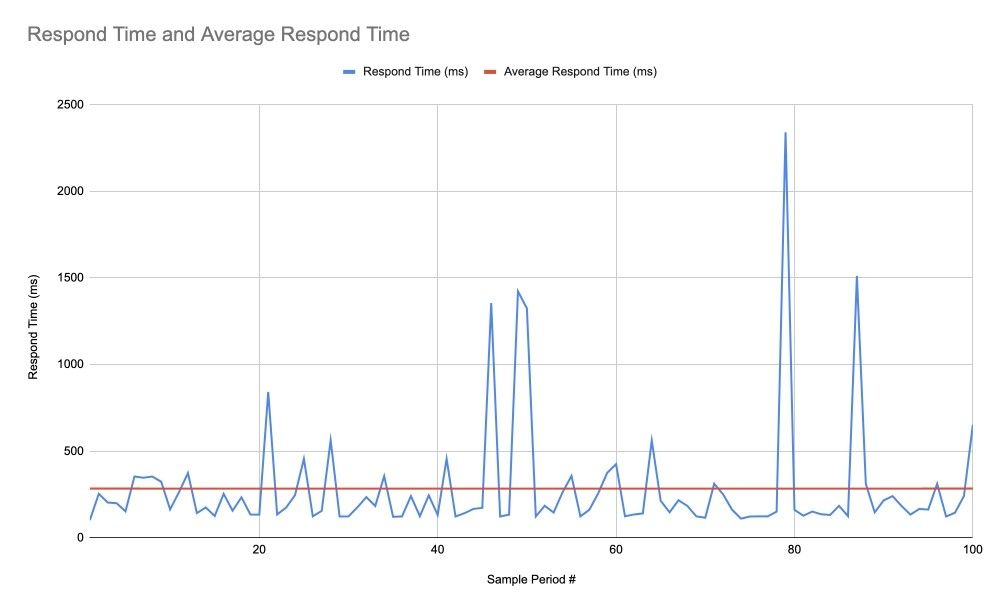 Respond Time and Average Respond Time
Respond Time (ms) Average Respond Time (ms)
2500
2000
1500
1000
500
0
Respond Time (ms)
20 40 60 80 100
Sample Period #